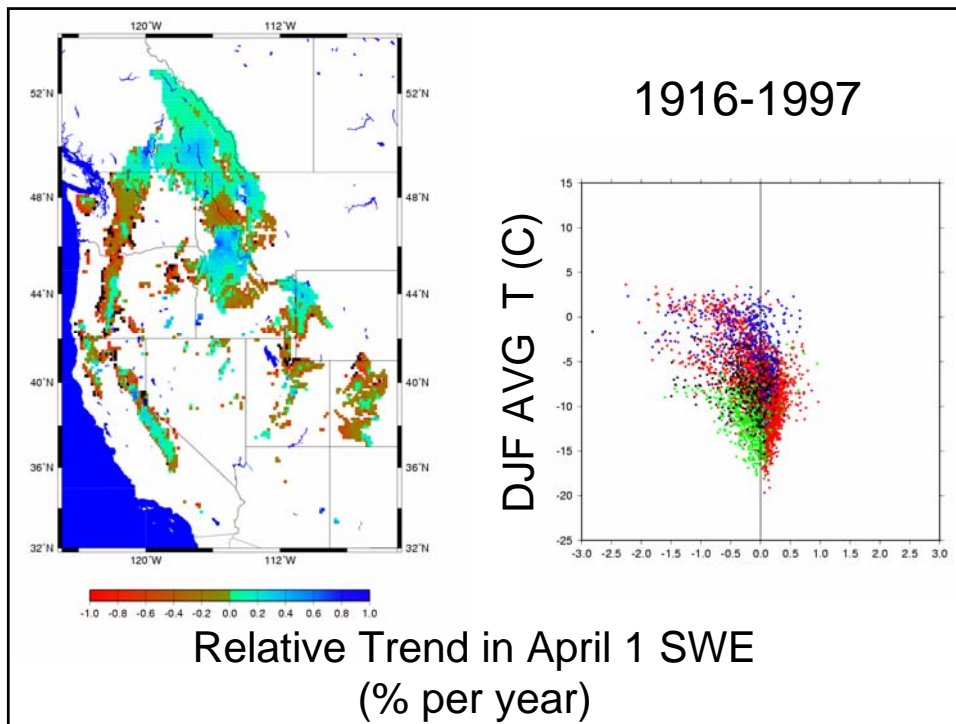 120˚W 112˚W
52˚N 52˚N
48˚N 48˚N
44˚N 44˚N
40˚N 40˚N
36˚N 36˚N
32˚N 32˚N
120˚W 112˚W
-1.0 -0.8 -0.6 -0.4 -0.2 0.0 0.2 0.4 0.6 0.8 1.0
1916-1997
DJF AVG T (C)
15
10
5
0
-5
-10
-15
-20
-25
-3.0 -2.5 -2.0 -1.5 -1.0 -0.5 0.0 0.5 1.0 1.5 2.0 2.5 3.0
Relative Trend in April 1 SWE
(% per year)